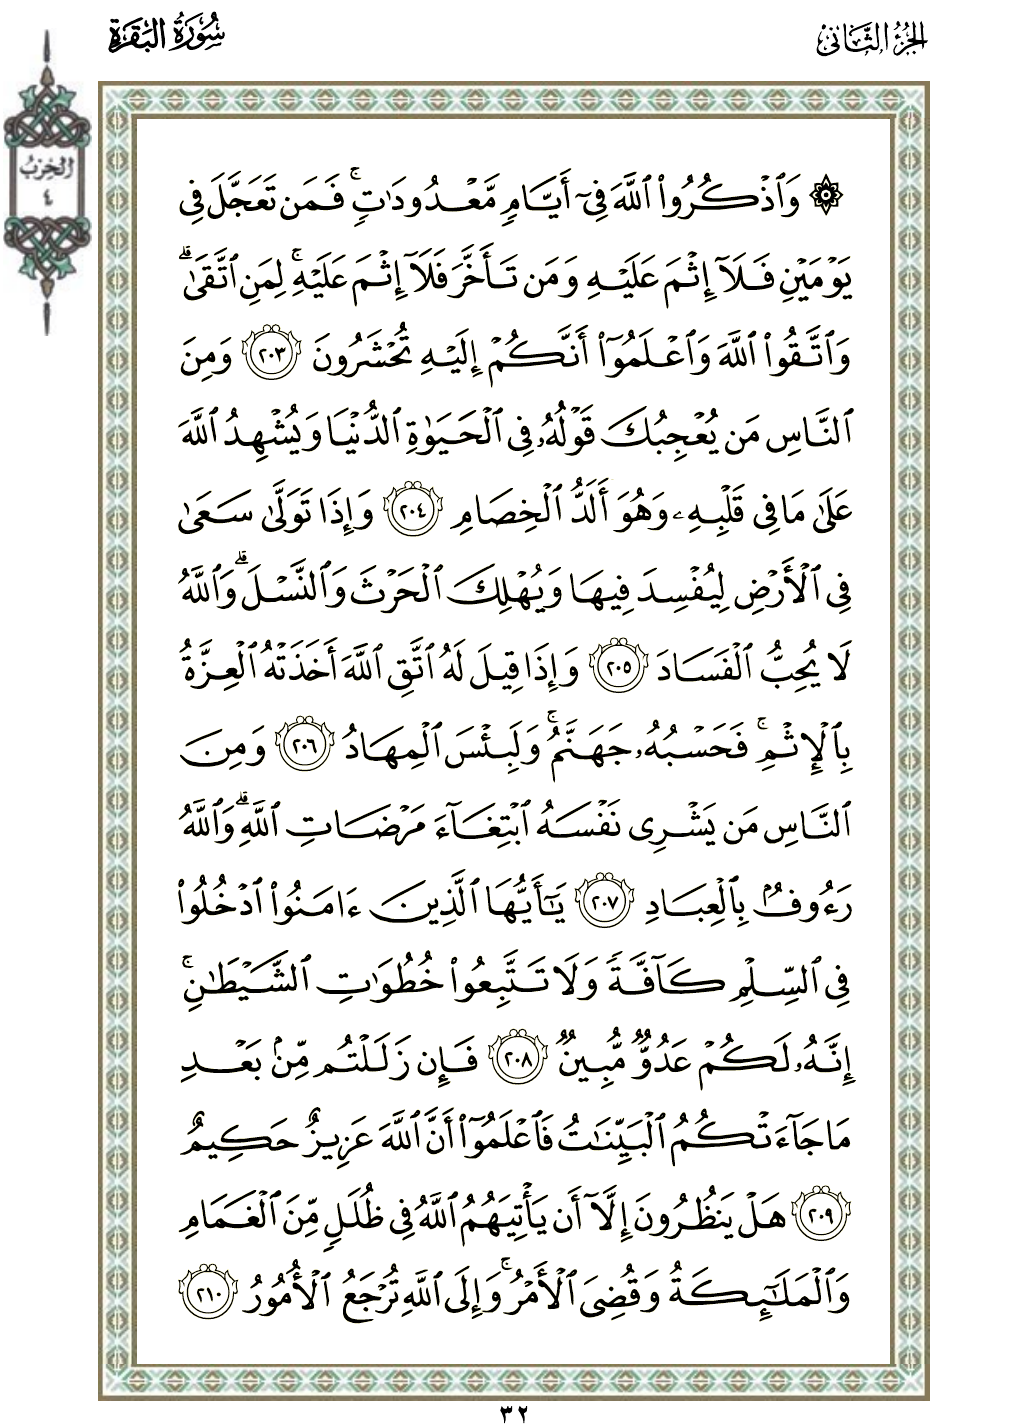 الجزء الثاني
سورة البقرة
الحزب
٤
۞ وَٱذْكُرُوا۟ ٱللَّهَ فِىٓ أَيَّامٍ مَّعْدُودَٰتٍ ۚ فَمَن تَعَجَّلَ فِى
يَوْمَيْنِ فَلَآ إِثْمَ عَلَيْهِ وَمَن تَأَخَّرَ فَلَآ إِثْمَ عَلَيْهِ ۚ لِمَنِ ٱتَّقَىٰ ۗ
وَٱتَّقُوا۟ ٱللَّهَ وَٱعْلَمُوٓا۟ أَنَّكُمْ إِلَيْهِ تُحْشَرُونَ ٢٠٣ وَمِنَ
ٱلنَّاسِ مَن يُعْجِبُكَ قَوْلُهُۥ فِى ٱلْحَيَوٰةِ ٱلدُّنْيَا وَيُشْهِدُ ٱللَّهَ
عَلَىٰ مَا فِى قَلْبِهِۦ وَهُوَ أَلَدُّ ٱلْخِصَامِ ٢٠٤ وَإِذَا تَوَلَّىٰ سَعَىٰ
فِى ٱلْأَرْضِ لِيُفْسِدَ فِيهَا وَيُهْلِكَ ٱلْحَرْثَ وَٱلنَّسْلَ ۗ وَٱللَّهُ
لَا يُحِبُّ ٱلْفَسَادَ ٢٠٥ وَإِذَا قِيلَ لَهُ ٱتَّقِ ٱللَّهَ أَخَذَتْهُ ٱلْعِزَّةُ
بِٱلْإِثْمِ ۚ فَحَسْبُهُۥ جَهَنَّمُ ۚ وَلَبِئْسَ ٱلْمِهَادُ ٢٠٦ وَمِنَ
ٱلنَّاسِ مَن يَشْرِى نَفْسَهُ ٱبْتِغَآءَ مَرْضَاتِ ٱللَّهِ ۗ وَٱللَّهُ
رَءُوفٌۢ بِٱلْعِبَادِ ٢٠٧ يَٰٓأَيُّهَا ٱلَّذِينَ ءَامَنُوا۟ ٱدْخُلُوا۟
فِى ٱلسِّلْمِ كَآفَّةً وَلَا تَتَّبِعُوا۟ خُطُوَٰتِ ٱلشَّيْطَٰنِ ۚ
إِنَّهُۥ لَكُمْ عَدُوٌّ مُّبِينٌ ٢٠٨ فَإِن زَلَلْتُم مِّنۢ بَعْدِ
مَا جَآءَتْكُمُ ٱلْبَيِّنَٰتُ فَٱعْلَمُوٓا۟ أَنَّ ٱللَّهَ عَزِيزٌ حَكِيمٌ
٢٠٩ هَلْ يَنظُرُونَ إِلَّآ أَن يَأْتِيَهُمُ ٱللَّهُ فِى ظُلَلٍ مِّنَ ٱلْغَمَامِ
وَٱلْمَلَٰٓئِكَةُ وَقُضِىَ ٱلْأَمْرُ ۚ وَإِلَى ٱللَّهِ تُرْجَعُ ٱلْأُمُورُ ٢١٠
٣٢